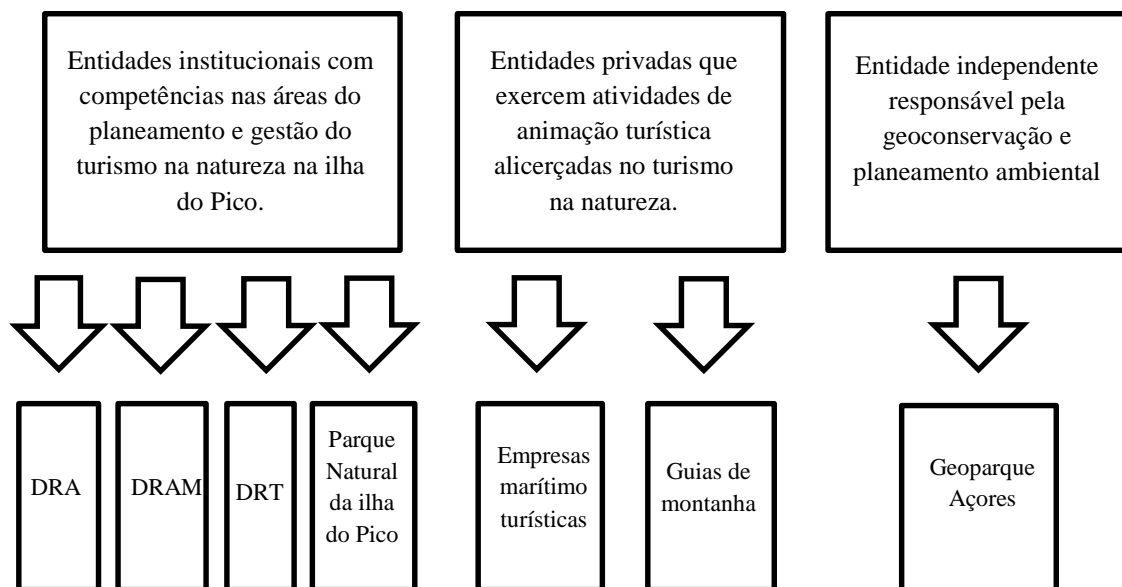 Entidades institucionais com
competências nas áreas do
planeamento e gestão do
turismo na natureza na ilha
do Pico.
Entidades privadas que
exercem atividades de
animação turística
alicerçadas no turismo
na natureza.
Entidade independente
responsável pela
geoconservação e
planeamento ambiental
DRA
DRAM
DRT
Parque
Natural
da ilha
do Pico
Empresas
marítimo
turísticas
Guias de
montanha
Geoparque
Açores